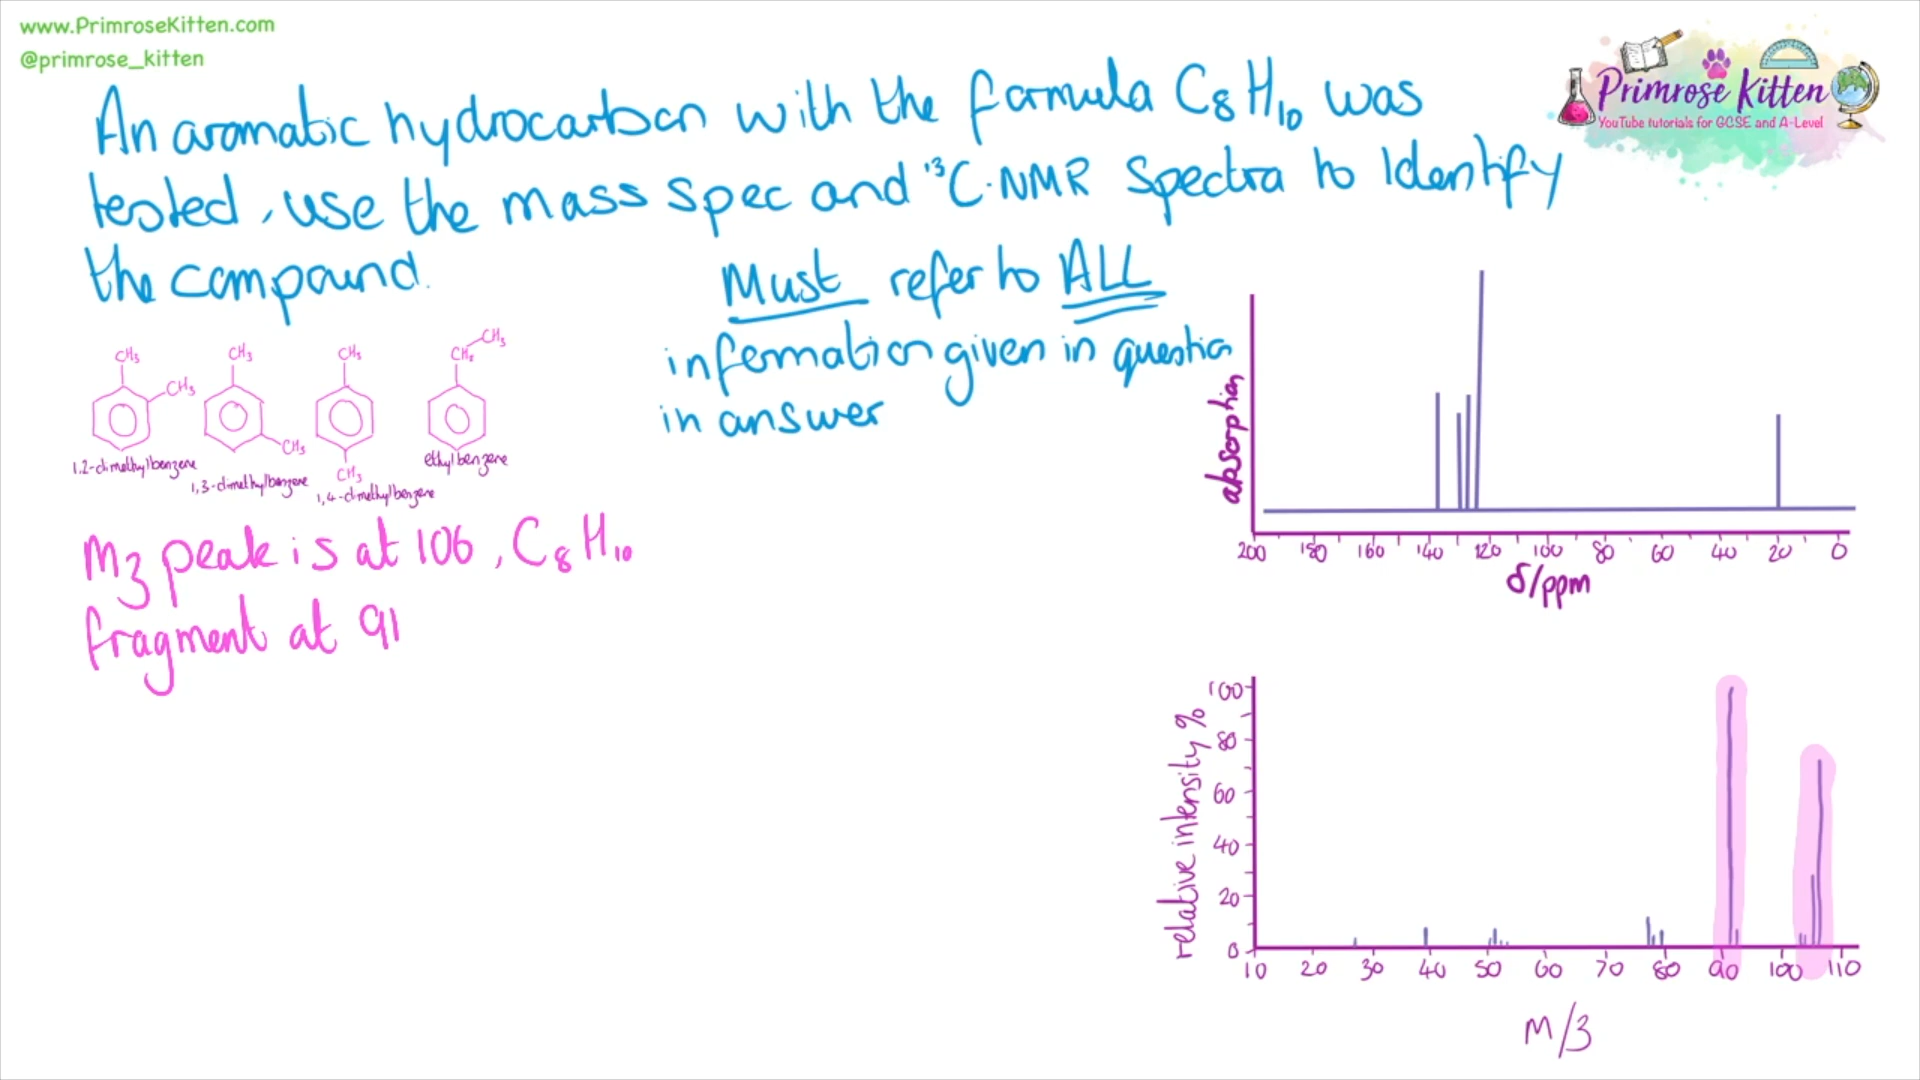 www.PrimroseKitten.com
@primrose_kitten
Primrose Kitten
YouTube tutorials for GCSE and A-Level
An aromatic hydrocarbon with the formula C₈H₁₀ was
tested, use the mass spec and ¹³C·NMR spectra to Identify
the compound.
Must refer to ALL
information given in question
in answer
CH₃
CH₃
1,2-dimethylbenzene
CH₃
CH₃
1,3-dimethylbenzene
CH₃
CH₃
1,4-dimethylbenzene
CH₂ CH₃
ethylbenzene
Mz peak is at 106, C₈H₁₀
fragment at 91
absorption
200 180 160 140 120 100 80 60 40 20 0
δ/ppm
relative intensity %
100
80
60
40
20
0
10 20 30 40 50 60 70 80 90 100 110
M/z